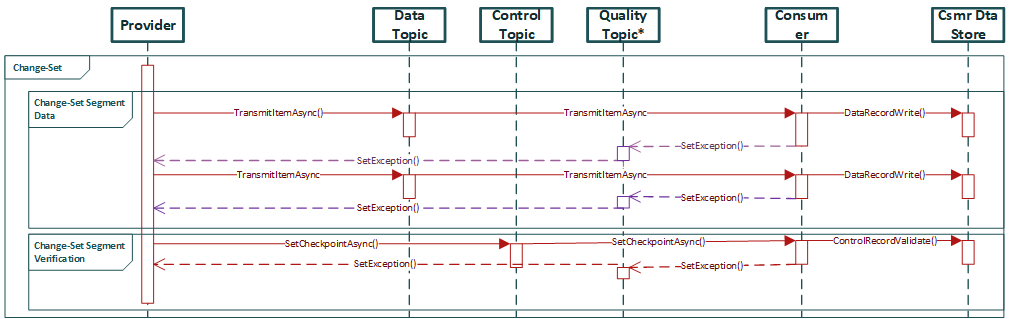 Provider
Data
Topic
Control
Topic
Quality
Topic*
Consum
er
Csmr Dta
Store
Change-Set
Change-Set Segment
Data
TransmitItemAsync()
TransmitItemAsync
DataRecordWrite()
SetException()
SetException()
TransmitItemAsync
TransmitItemAsync
DataRecordWrite()
SetException()
SetException()
Change-Set Segment
Verification
SetCheckpointAsync()
SetCheckpointAsync()
ControlRecordValidate()
SetException()
SetException()